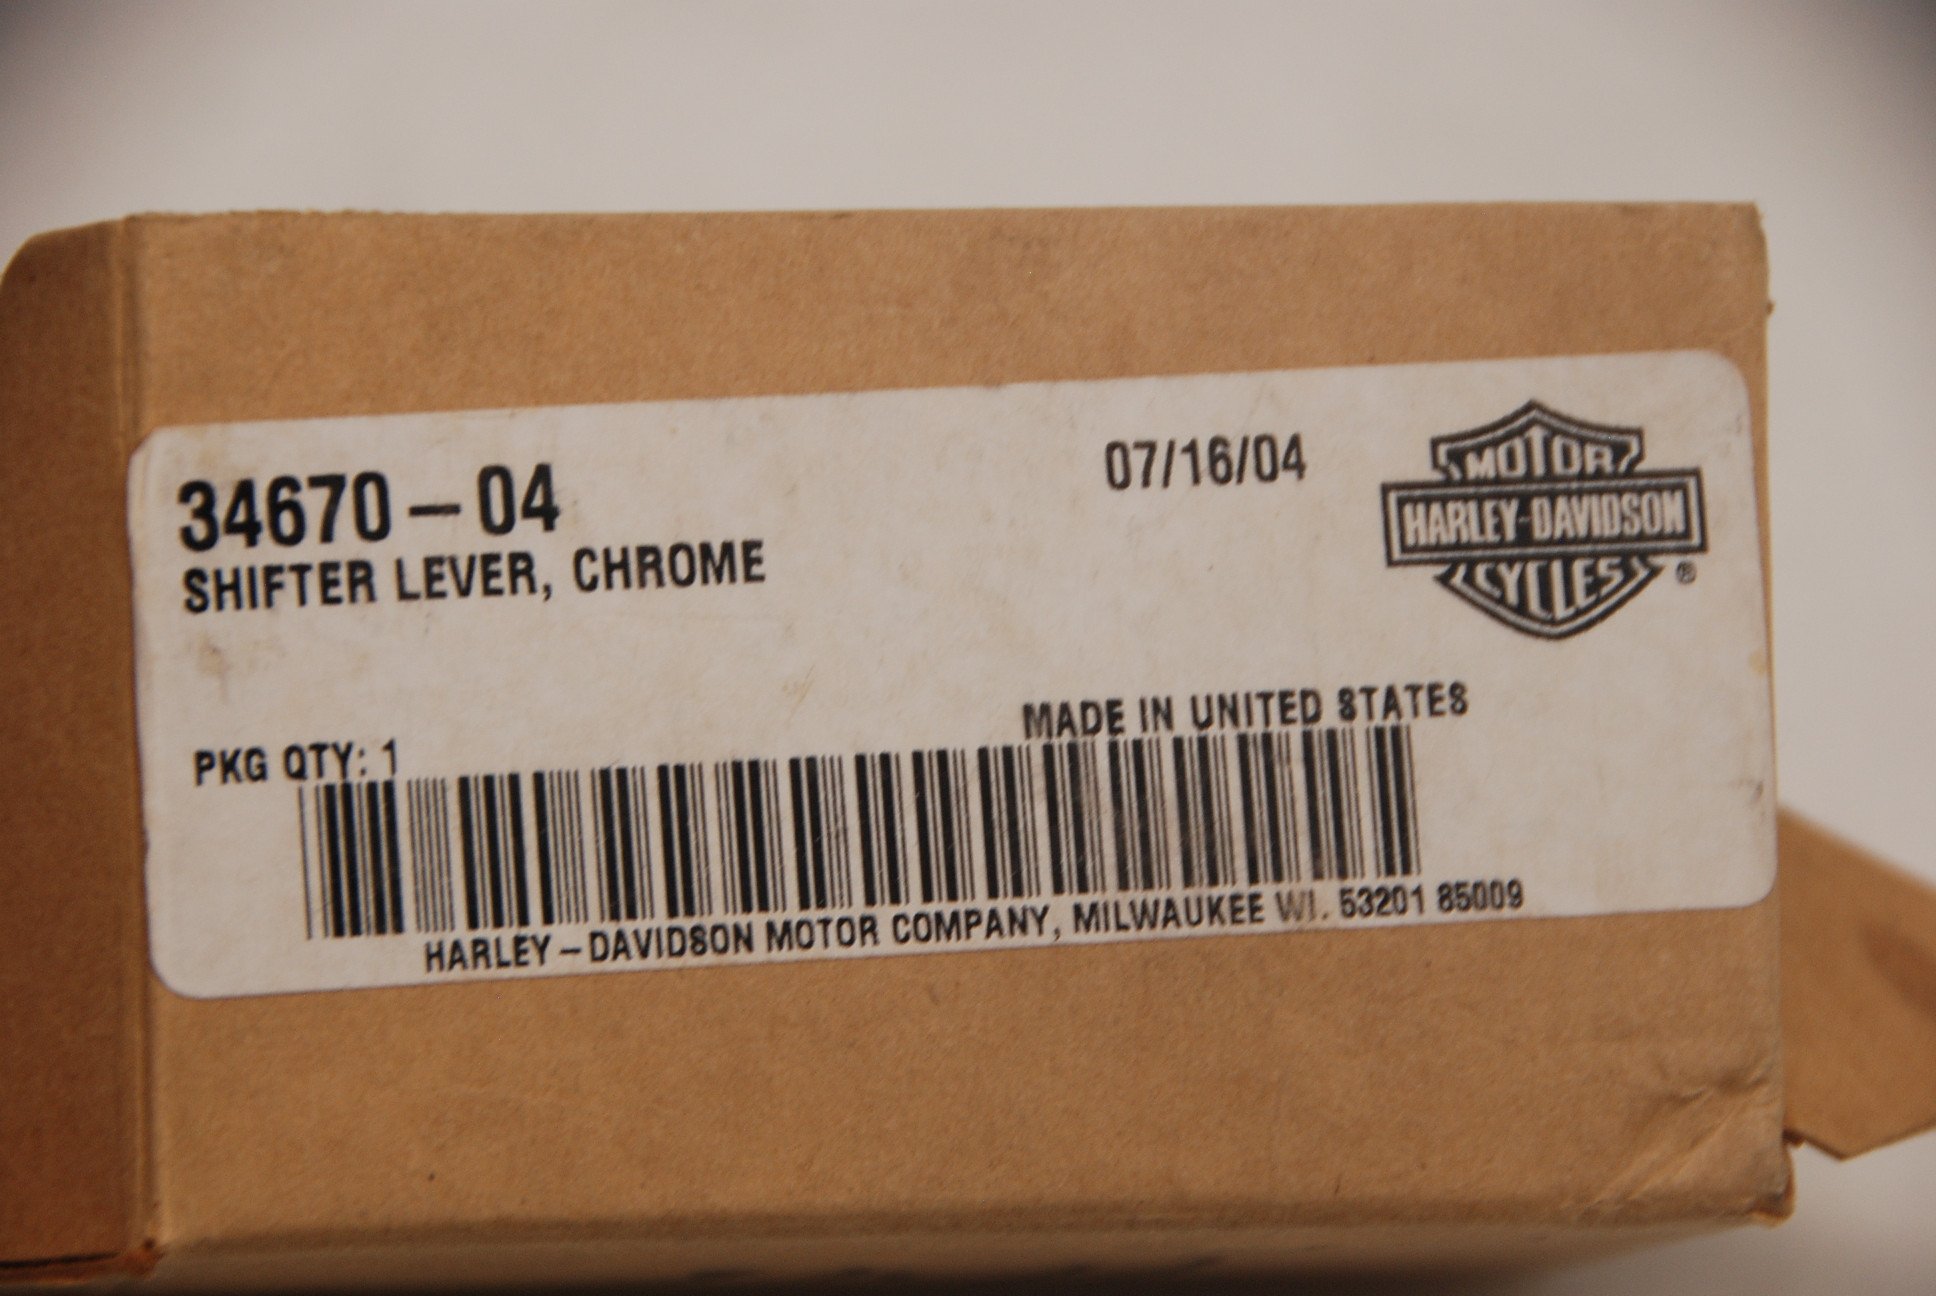 34670-04
SHIFTER LEVER, CHROME
07/16/04
MOTOR
HARLEY-DAVIDSON
CYCLES
®
PKG QTY: 1
MADE IN UNITED STATES
HARLEY-DAVIDSON MOTOR COMPANY, MILWAUKEE WI. 53201 85009